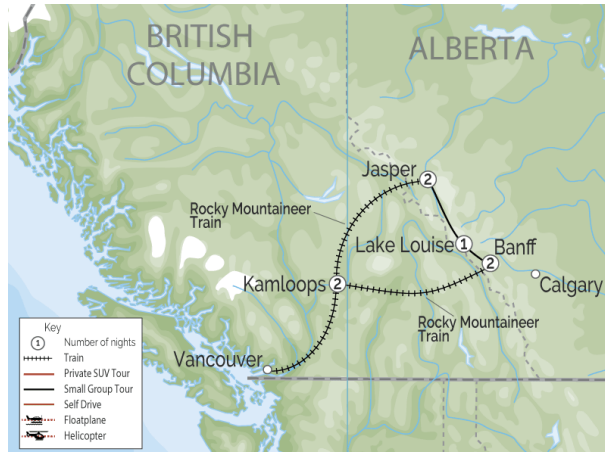 BRITISH
COLUMBIA
ALBERTA
Jasper
2
Rocky Mountaineer
Train
Lake Louise
1
Banff
2
Kamloops
2
Calgary
Rocky Mountaineer
Train
Vancouver
Key
1 Number of nights
Train
Private SUV Tour
Small Group Tour
Self Drive
Floatplane
Helicopter